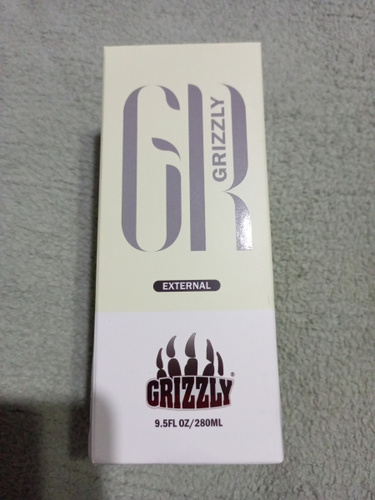 GR
GRIZZLY
EXTERNAL
GRIZZLY®
9.5FL OZ/280ML